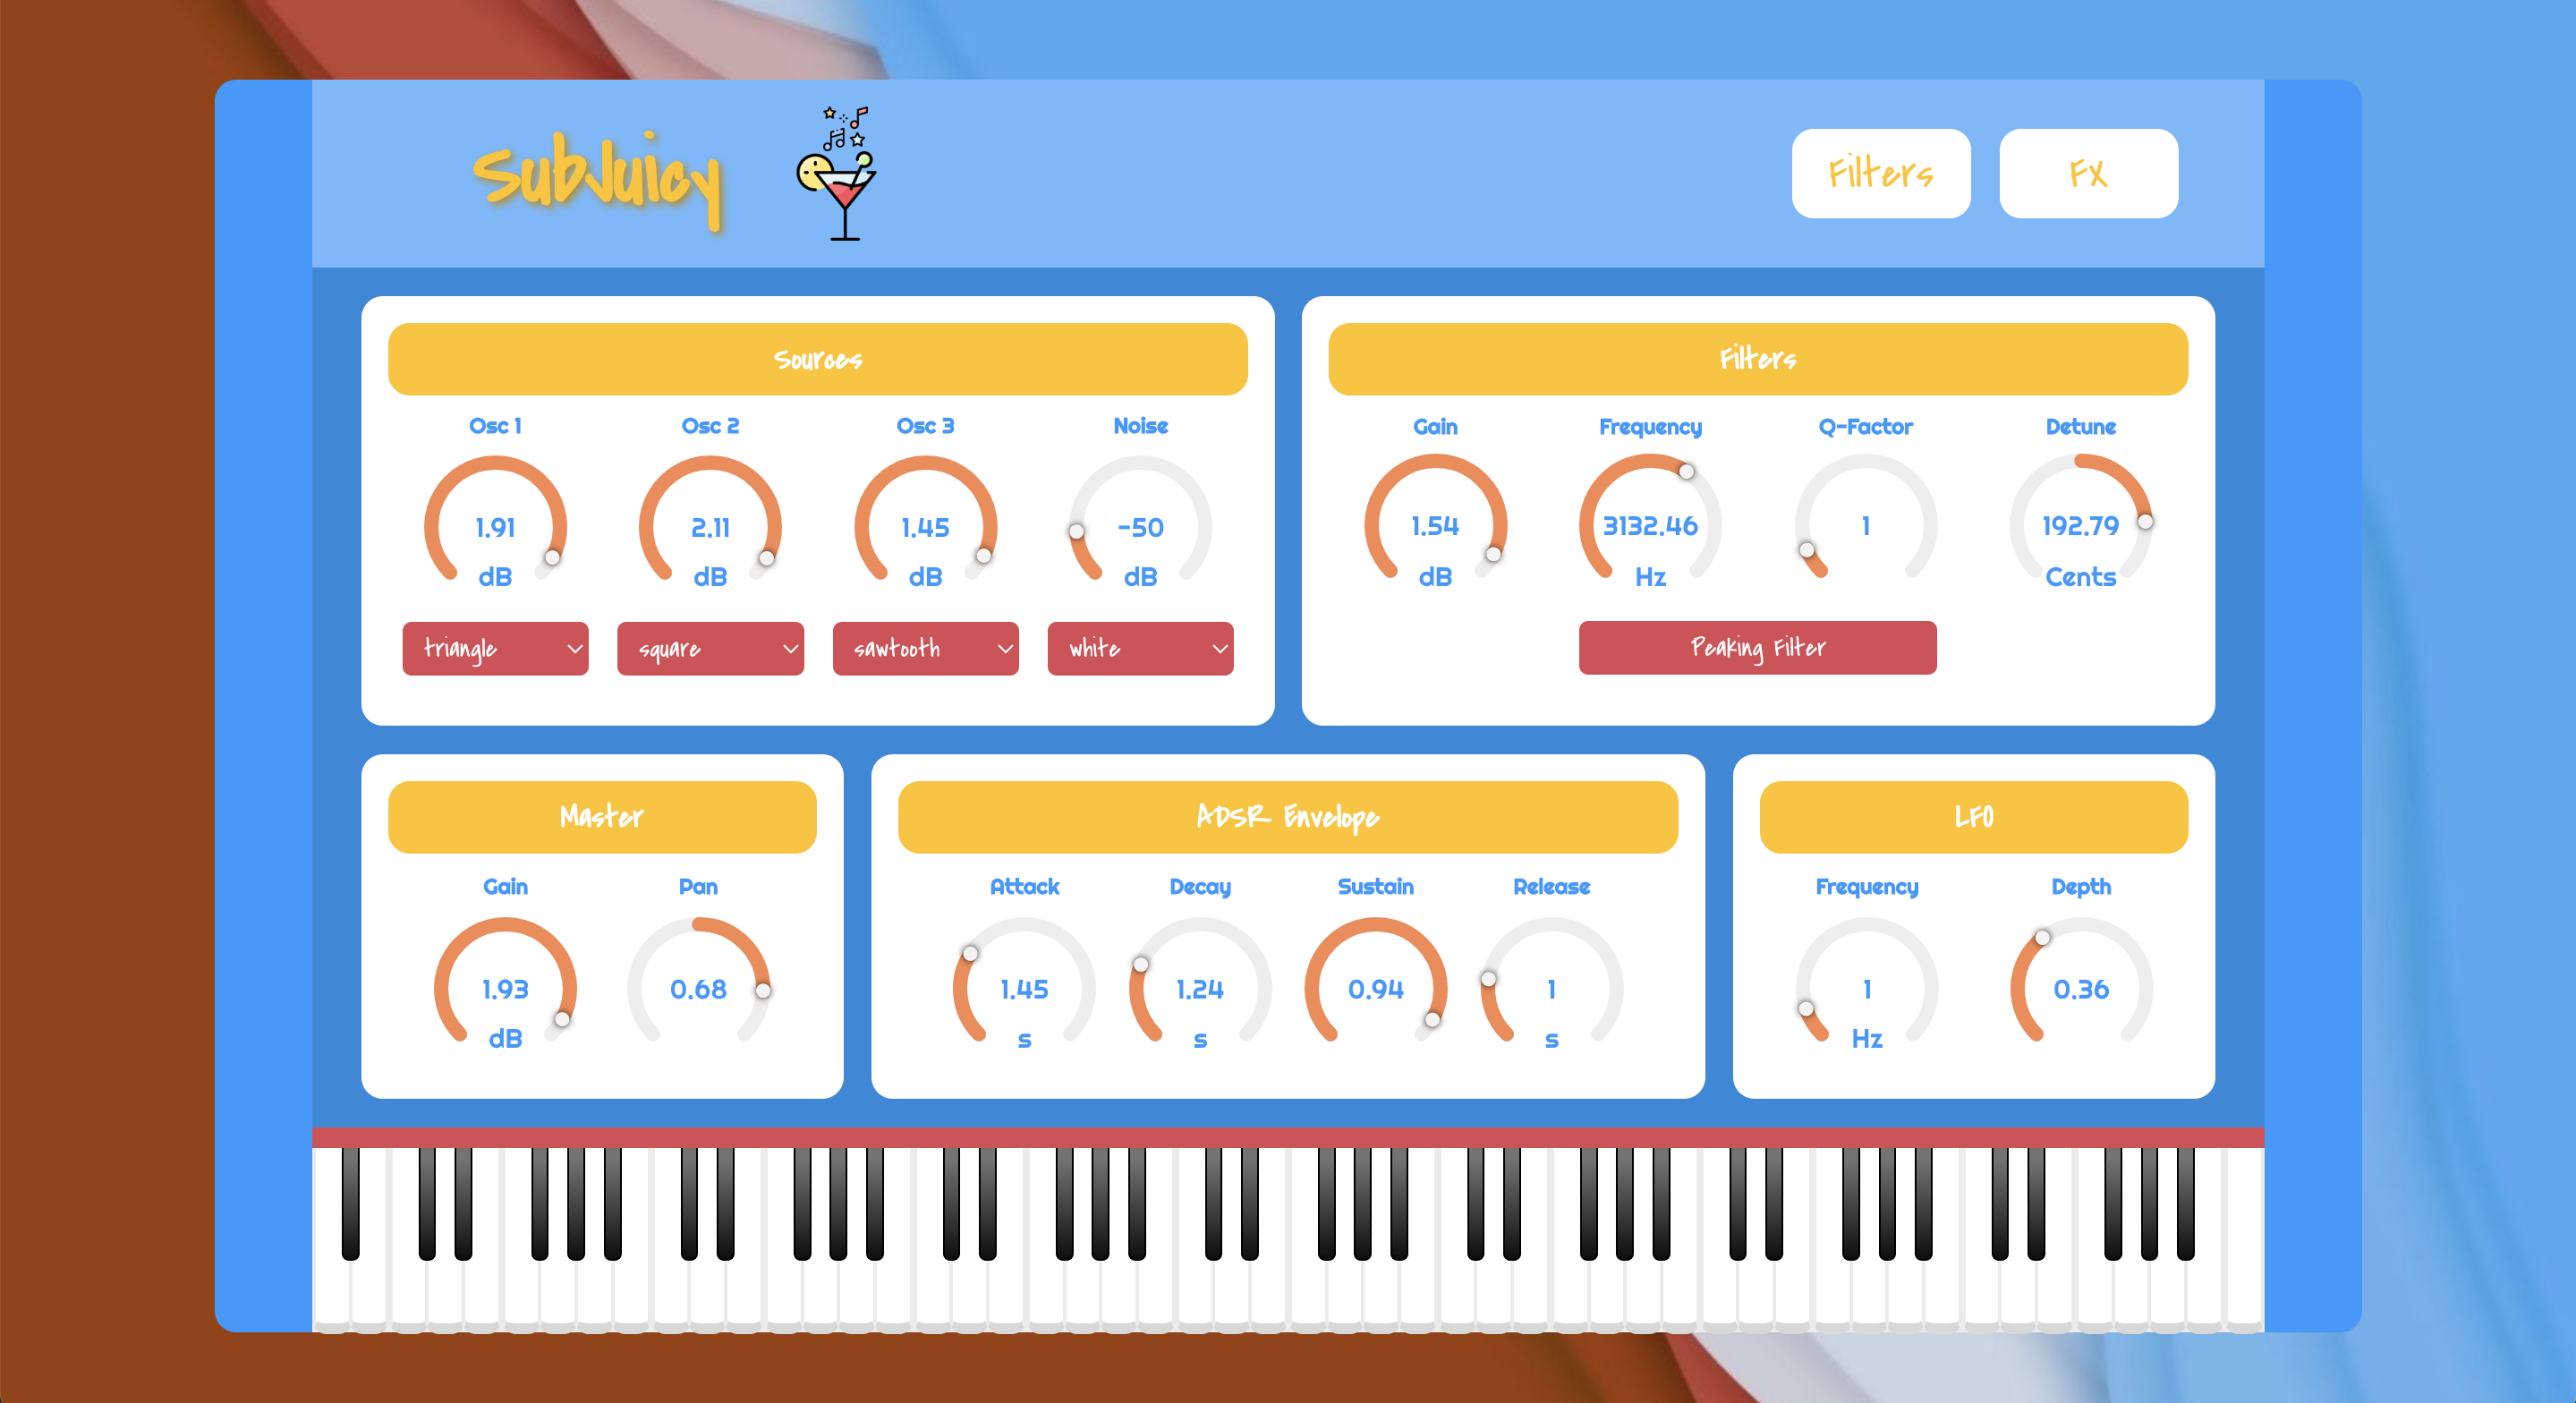 SubJuicy
Filters FX
Sources
Osc 1 Osc 2 Osc 3 Noise
1.91 2.11 1.45 -50
dB dB dB dB
triangle square sawtooth white
Filters
Gain Frequency Q-Factor Detune
1.54 3132.46 1 192.79
dB Hz Cents
Peaking Filter
Master
Gain Pan
1.93 0.68
dB
ADSR Envelope
Attack Decay Sustain Release
1.45 1.24 0.94 1
s s s
LFO
Frequency Depth
1 0.36
Hz